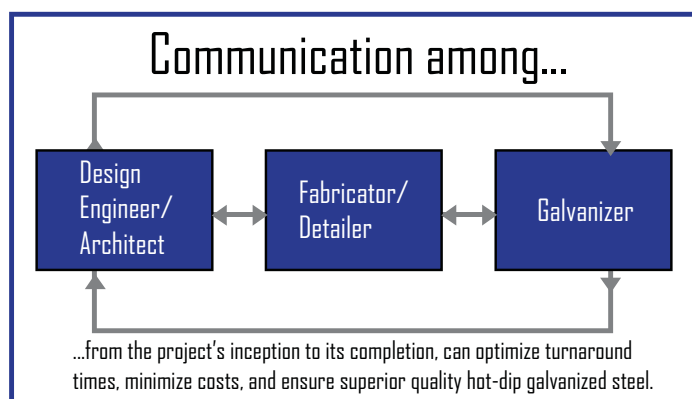 Communication among...
Design
Engineer/
Architect
Fabricator/
Detailer
Galvanizer
...from the project's inception to its completion, can optimize turnaround
times, minimize costs, and ensure superior quality hot-dip galvanized steel.